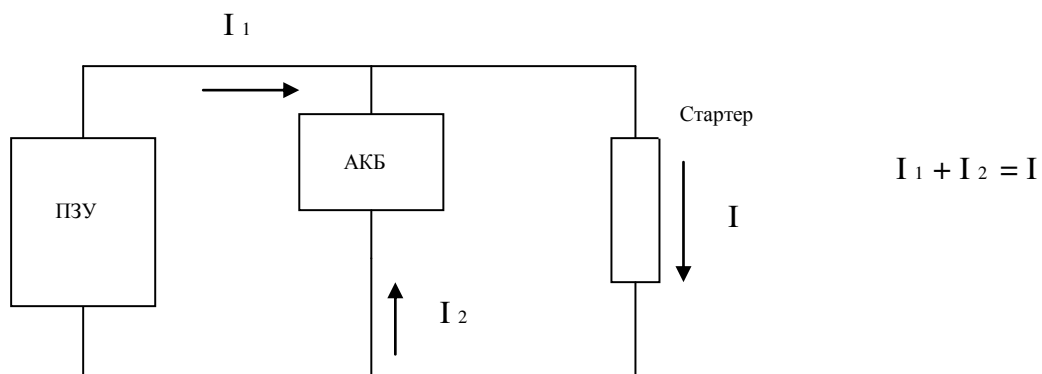 I 1
Стартер
АКБ
I 1 + I 2 = I
ПЗУ
I
I 2